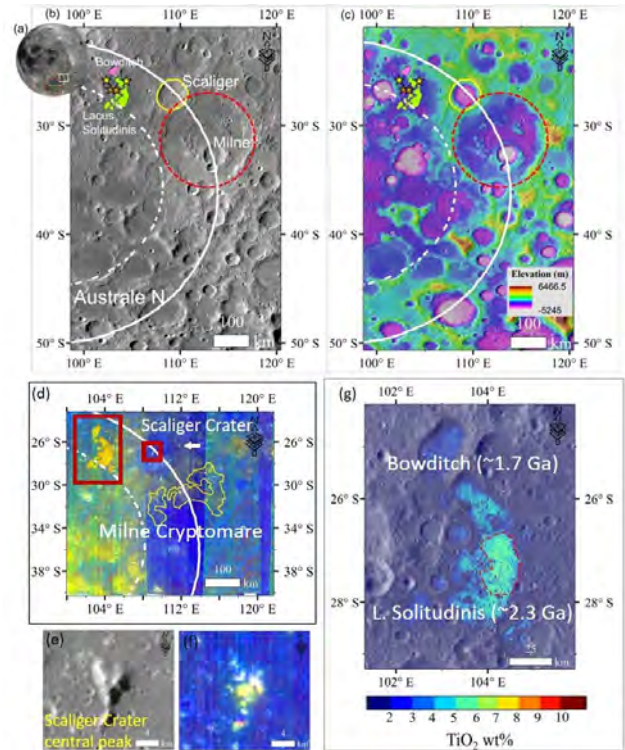 (a)
(b)
(c)
N
N
100° E 110° E 120° E
100° E 110° E 120° E
Bowditch
Scaliger
Lacus
Solitudinis
Milne
30° S
30° S
30° S
40° S
40° S
40° S
Australe N
Elevation (m)
6466.5
-5245
100
km
100
km
50° S
50° S
50° S
100° E 110° E 120° E
100° E 110° E 120° E
(d)
104° E 112° E 120° E
N
26° S
26° S
Scaliger Crater
30° S
30° S
34° S
34° S
Milne Cryptomare
38° S
38° S
100
km
104° E 112° E 120° E
(e)
(f)
Scaliger Crater
central peak
4
km
4
km
(g)
102° E 104° E
N
Bowditch (~1.7 Ga)
26° S
26° S
28° S
28° S
L. Solitudinis (~2.3 Ga)
km
102° E 104° E
2 3 4 5 6 7 8 9 10
TiO₂ wt%